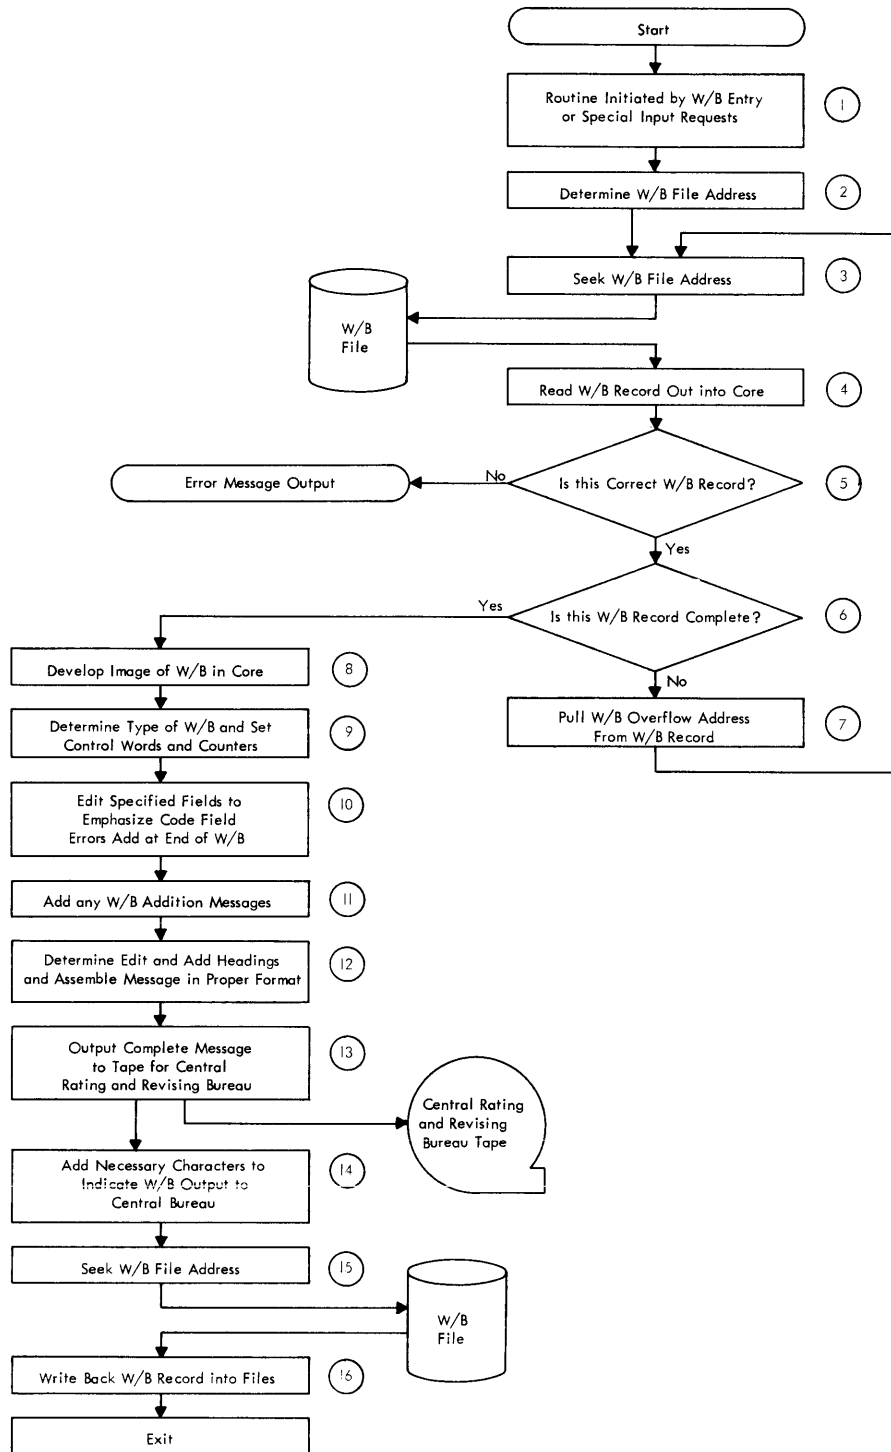 Start
Routine Initiated by W/B Entry
or Special Input Requests
1
Determine W/B File Address
2
Seek W/B File Address
3
W/B
File
Read W/B Record Out into Core
4
Error Message Output
No
Is this Correct W/B Record?
5
Yes
Yes
Is this W/B Record Complete?
6
No
Pull W/B Overflow Address
From W/B Record
7
Develop Image of W/B in Core
8
Determine Type of W/B and Set
Control Words and Counters
9
Edit Specified Fields to
Emphasize Code Field
Errors Add at End of W/B
10
Add any W/B Addition Messages
11
Determine Edit and Add Headings
and Assemble Message in Proper Format
12
Output Complete Message
to Tape for Central
Rating and Revising Bureau
13
Central Rating
and Revising
Bureau Tape
Add Necessary Characters to
Indicate W/B Output to
Central Bureau
14
Seek W/B File Address
15
W/B
File
Write Back W/B Record into Files
16
Exit